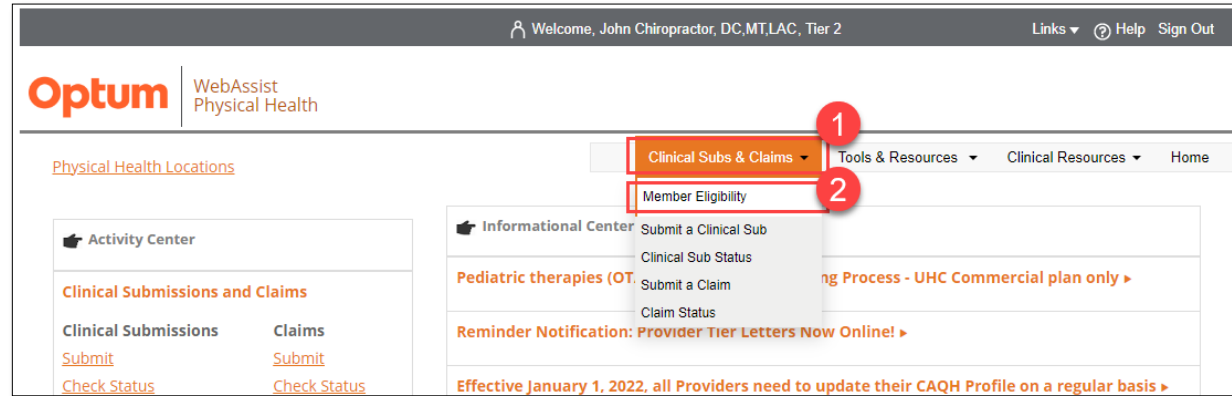 Welcome, John Chiropractor, DC,MT,LAC, Tier 2 Links Help Sign Out
Optum WebAssist
Physical Health
1
Physical Health Locations
Clinical Subs & Claims Tools & Resources Clinical Resources Home
2
Member Eligibility
Submit a Clinical Sub
Clinical Sub Status
Submit a Claim
Claim Status
Activity Center
Clinical Submissions and Claims
Clinical Submissions Claims
Submit Submit
Check Status Check Status
Informational Center
Pediatric therapies (OT, ng Process - UHC Commercial plan only
Reminder Notification: Provider Tier Letters Now Online!
Effective January 1, 2022, all Providers need to update their CAQH Profile on a regular basis